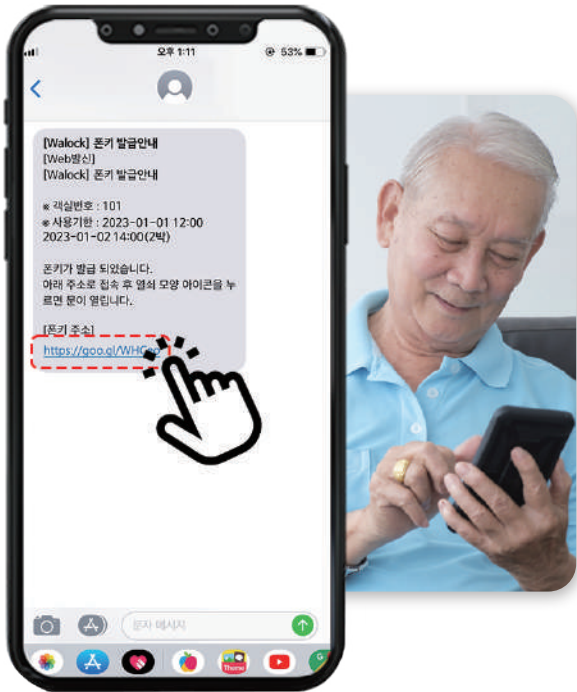 오후 1:11
53%
[Walock] 폰키 발급안내
[Web발신]
[Walock] 폰키 발급안내
※ 객실번호 : 101
※ 사용기한 : 2023-01-01 12:00
2023-01-02 14:00(2박)
폰키가 발급 되었습니다.
아래 주소로 접속 후 열쇠 모양 아이콘을 누
르면 문이 열립니다.
[폰키 주소]
문자 메시지
Theme